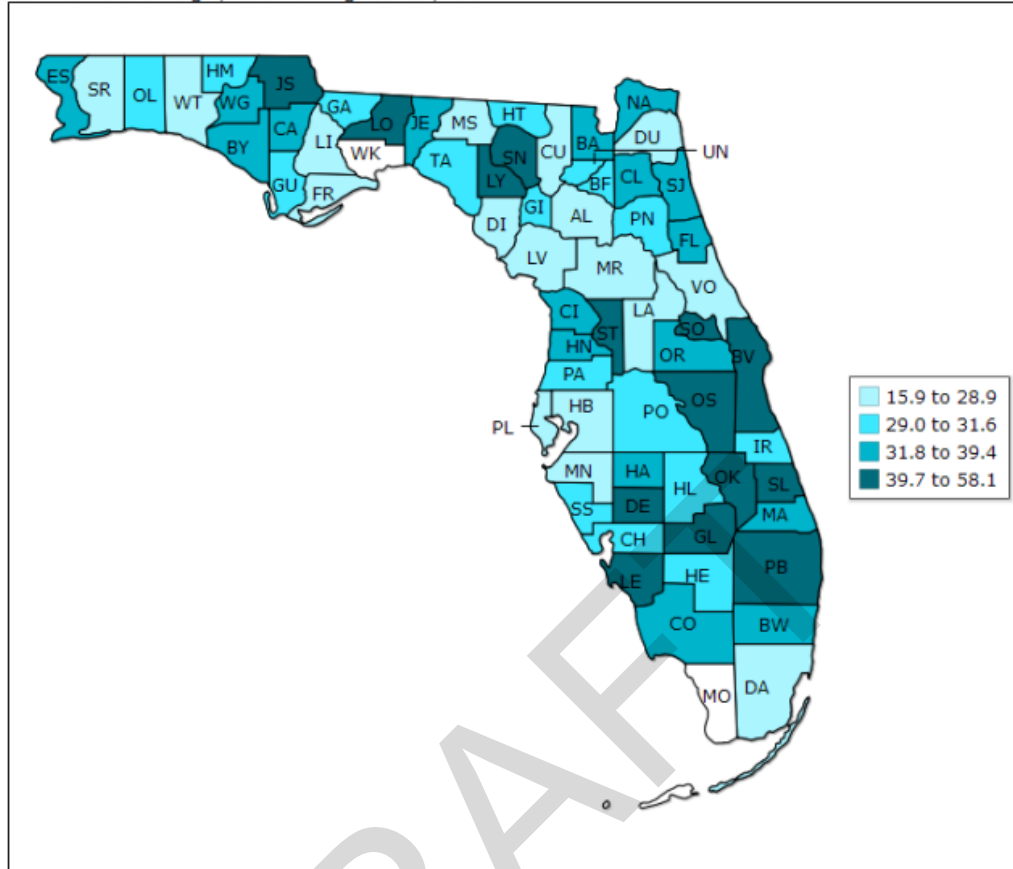 ES
SR
OL
WT
HM
WG
BY
JS
CA
GU
GA
LI
FR
LO
WK
JE
MS
TA
HT
SN
LY
DI
GI
CU
BA
BF
NA
DU
UN
CL
SJ
AL
PN
FL
LV
MR
VO
LA
CI
ST
SO
HN
OR
BV
PA
PL
HB
PO
OS
IR
MN
HA
HL
OK
SL
SS
DE
MA
CH
GL
LE
HE
PB
CO
BW
MO
DA
15.9 to 28.9
29.0 to 31.6
31.8 to 39.4
39.7 to 58.1
DRAFT